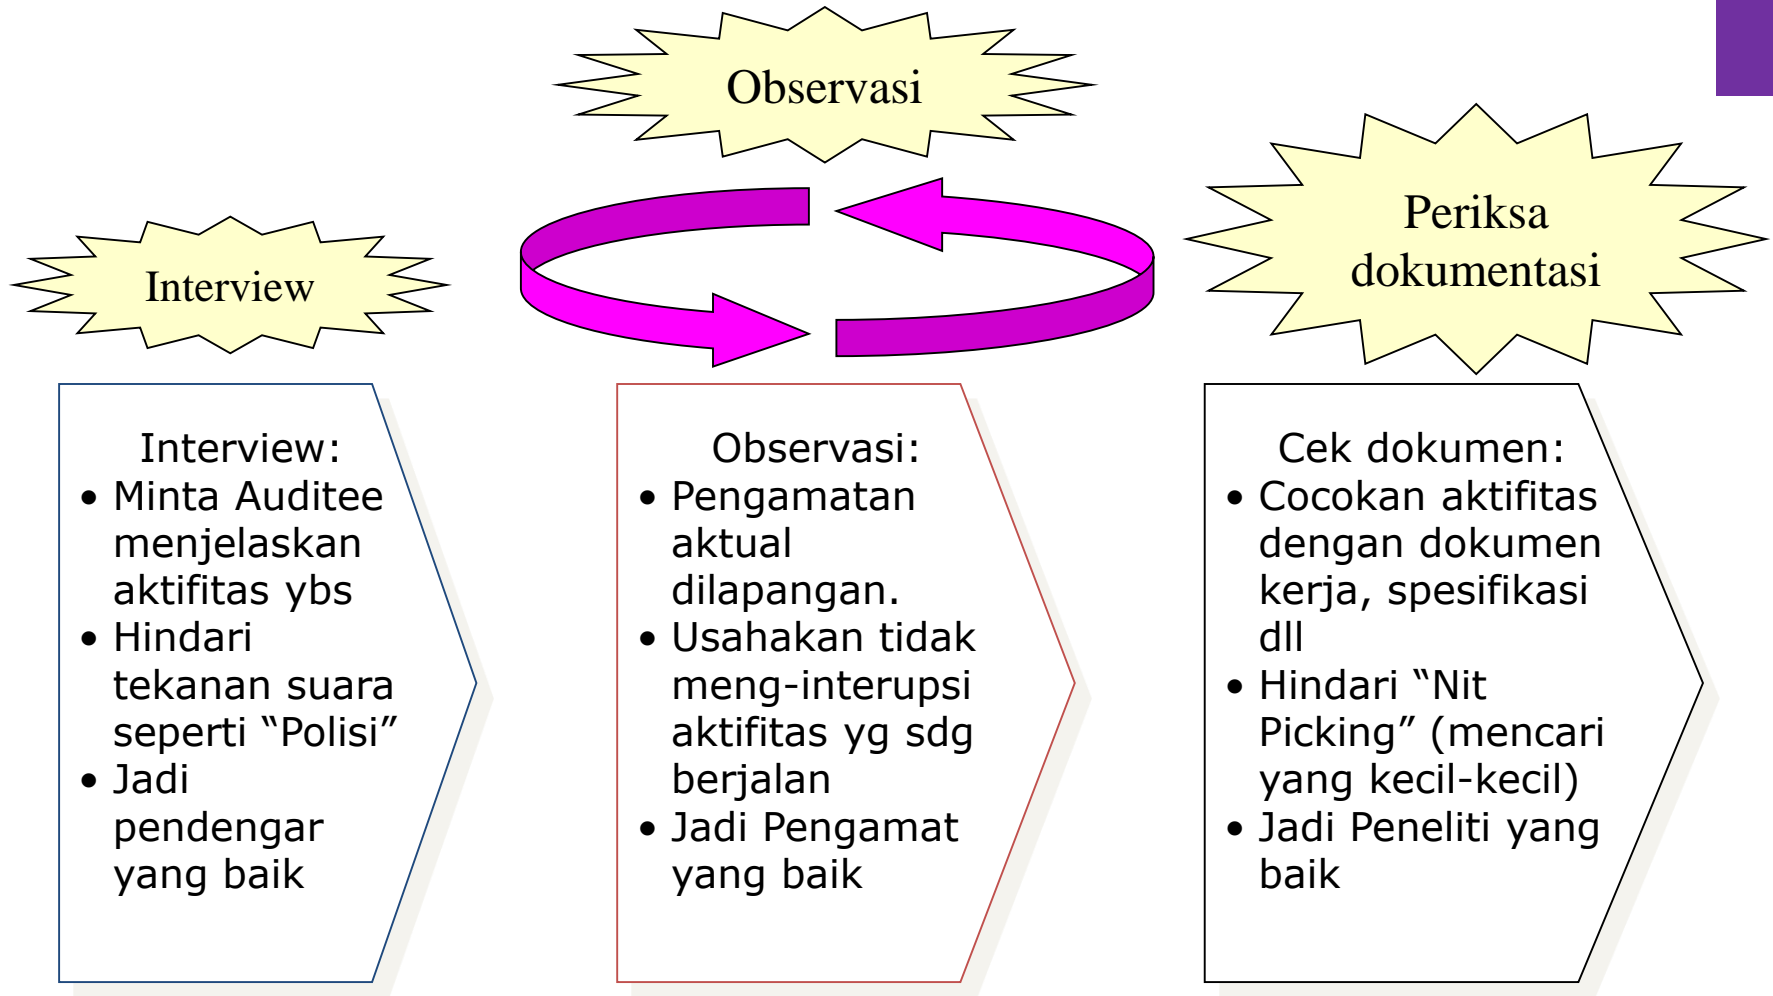 Observasi
Interview
Periksa
dokumentasi
Interview:
• Minta Auditee
menjelaskan
aktifitas ybs
• Hindari
tekanan suara
seperti “Polisi”
• Jadi
pendengar
yang baik
Observasi:
• Pengamatan
aktual
dilapangan.
• Usahakan tidak
meng-interupsi
aktifitas yg sdg
berjalan
• Jadi Pengamat
yang baik
Cek dokumen:
• Cocokan aktifitas
dengan dokumen
kerja, spesifikasi
dll
• Hindari “Nit
Picking” (mencari
yang kecil-kecil)
• Jadi Peneliti yang
baik